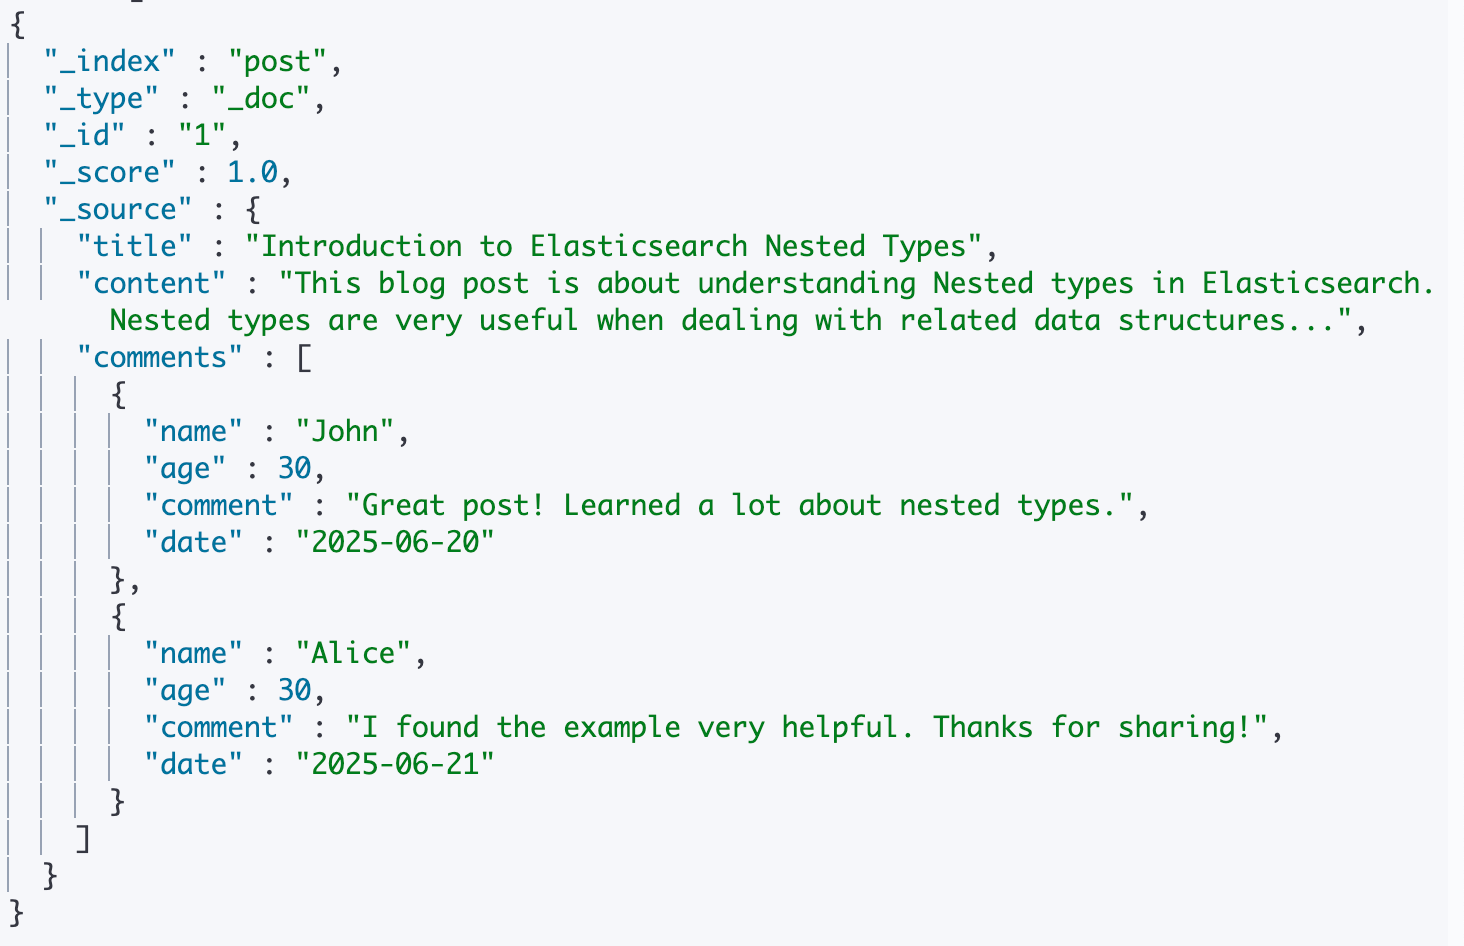 {
"_index" : "post",
"_type" : "_doc",
"_id" : "1",
"_score" : 1.0,
"_source" : {
"title" : "Introduction to Elasticsearch Nested Types",
"content" : "This blog post is about understanding Nested types in Elasticsearch.
Nested types are very useful when dealing with related data structures...",
"comments" : [
{
"name" : "John",
"age" : 30,
"comment" : "Great post! Learned a lot about nested types.",
"date" : "2025-06-20"
},
{
"name" : "Alice",
"age" : 30,
"comment" : "I found the example very helpful. Thanks for sharing!",
"date" : "2025-06-21"
}
]
}
}